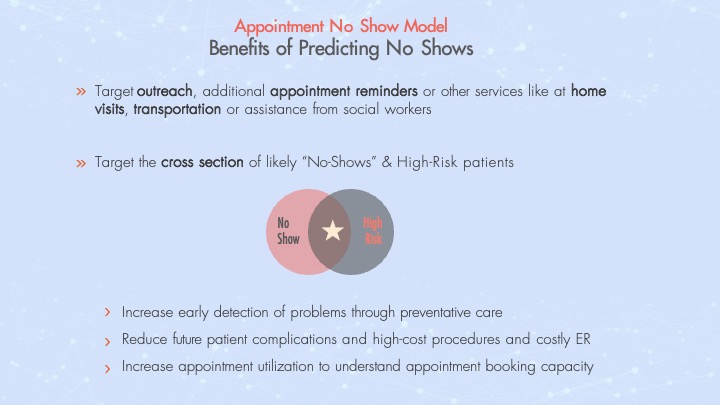 Appointment No Show Model
Benefits of Predicting No Shows
» Target outreach, additional appointment reminders or other services like at home
visits, transportation or assistance from social workers
» Target the cross section of likely “No-Shows” & High-Risk patients
No
Show
High
Risk
› Increase early detection of problems through preventative care
› Reduce future patient complications and high-cost procedures and costly ER
› Increase appointment utilization to understand appointment booking capacity